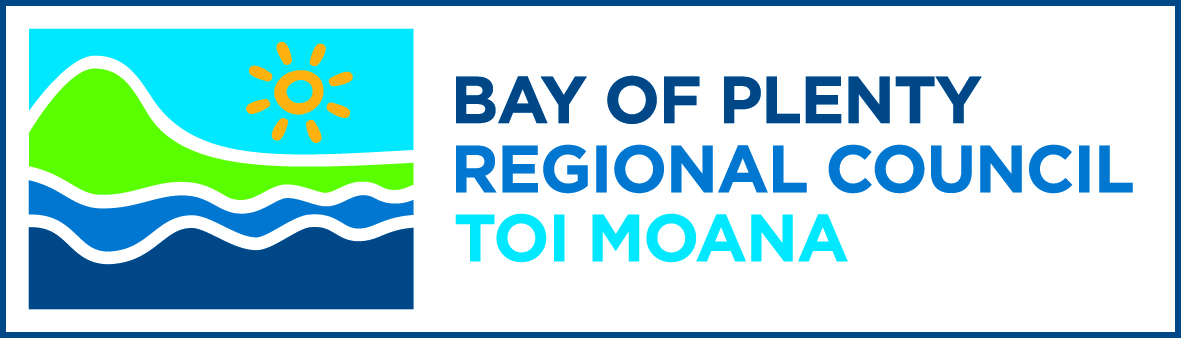 BAY OF PLENTY
REGIONAL COUNCIL
TOI MOANA